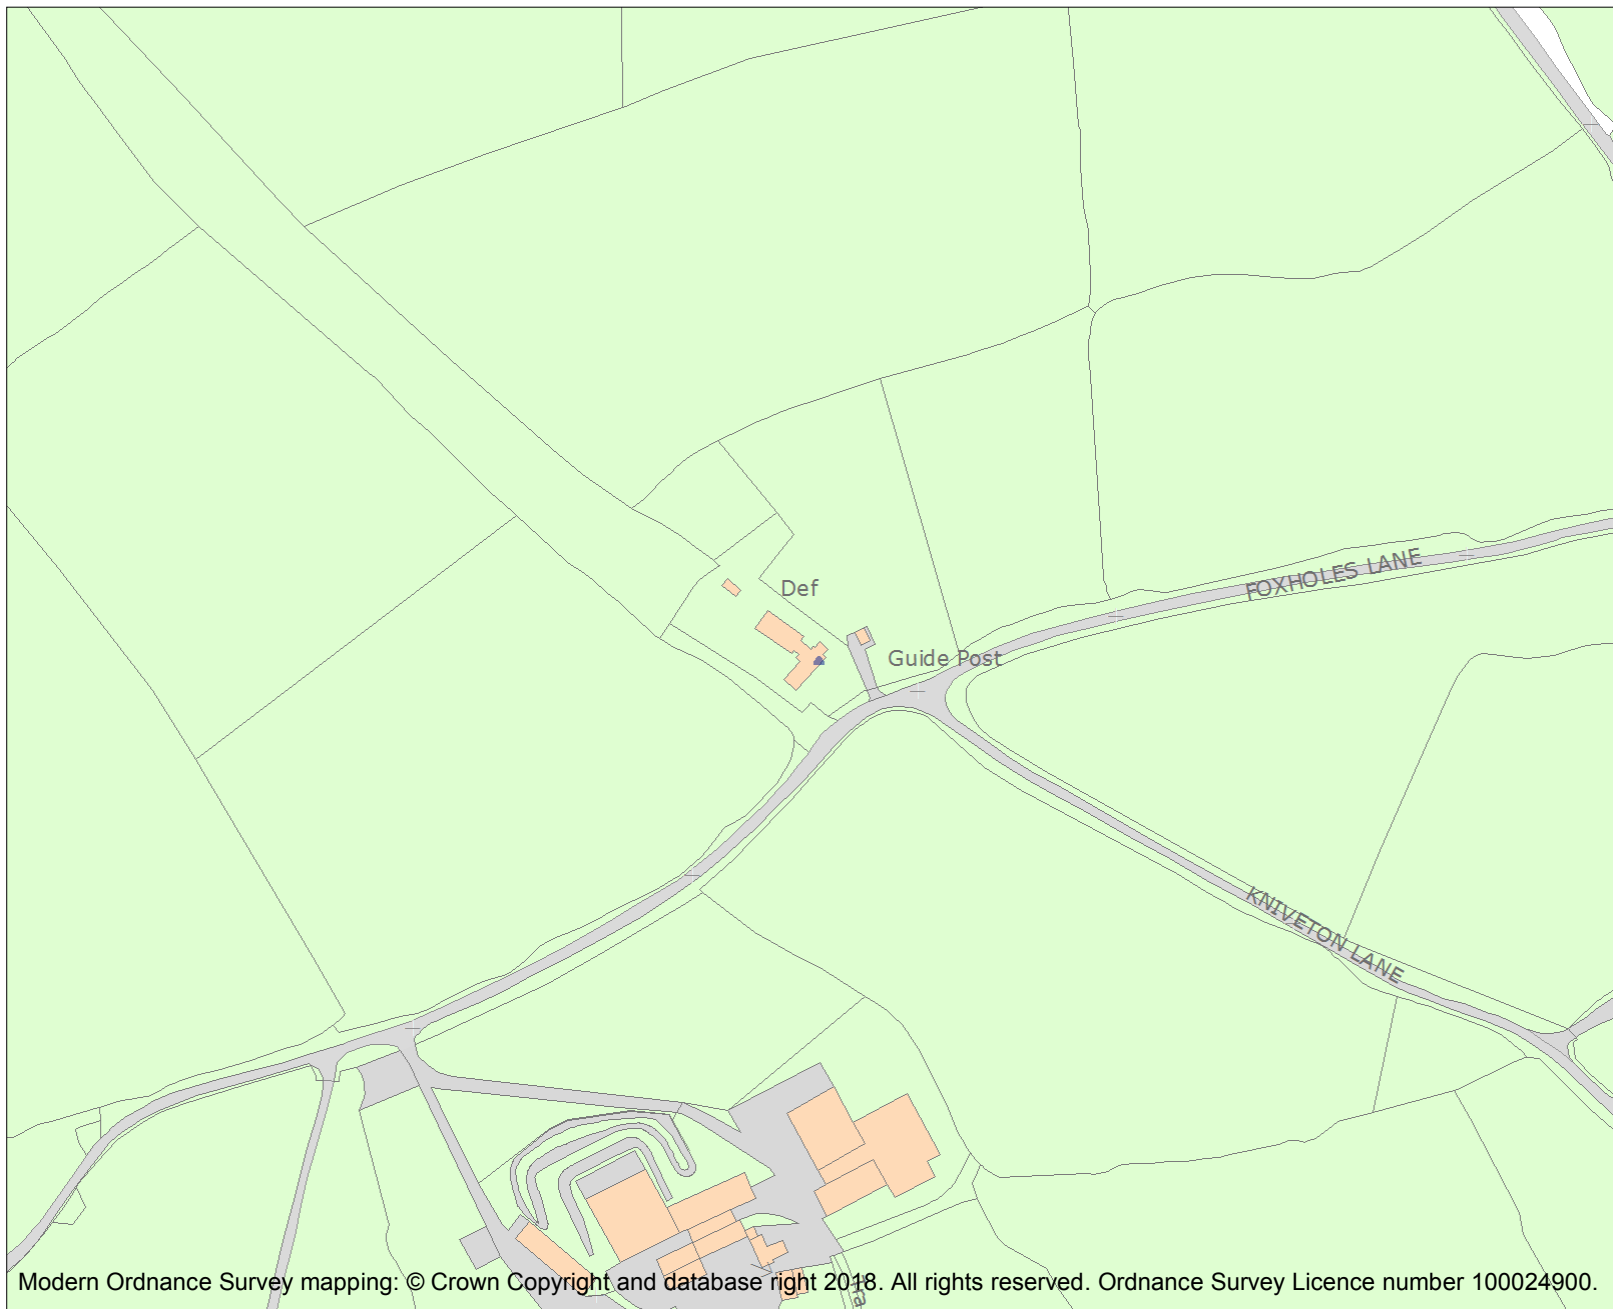 Def
FOXHOLES LANE
Guide Post
KNIVETON LANE
Modern Ordnance Survey mapping: © Crown Copyright and database right 2018. All rights reserved. Ordnance Survey Licence number 100024900.